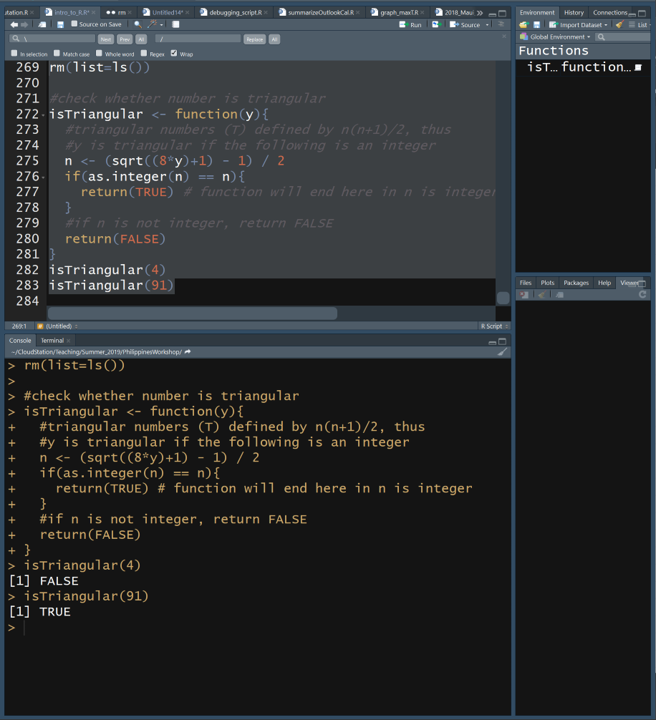 intro_to_R.R*
rm
Untitled14*
debugging_script.R
summarizeOutlookCal.R
graph_maxT.R
Source on Save
Run
Source
\
Next
Prev
All
/
Replace
All
In selection
Match case
Whole word
Regex
Wrap
269 rm(list=ls())
270
271 #check whether number is triangular
272 isTriangular <- function(y){
273 #triangular numbers (T) defined by n(n+1)/2, thus
274 #y is triangular if the following is an integer
275 n <- (sqrt((8*y)+1) - 1) / 2
276 if(as.integer(n) == n){
277 return(TRUE) # function will end here in n is integer
278 }
279 #if n is not integer, return FALSE
280 return(FALSE)
281 }
282 isTriangular(4)
283 isTriangular(91)
284
269:1 (Untitled) R Script
Console Terminal
~/CloudStation/Teaching/Summer_2019/PhilippinesWorkshop/
> rm(list=ls())
>
> #check whether number is triangular
> isTriangular <- function(y){
+ #triangular numbers (T) defined by n(n+1)/2, thus
+ #y is triangular if the following is an integer
+ n <- (sqrt((8*y)+1) - 1) / 2
+ if(as.integer(n) == n){
+ return(TRUE) # function will end here in n is integer
+ }
+ #if n is not integer, return FALSE
+ return(FALSE)
+ }
> isTriangular(4)
[1] FALSE
> isTriangular(91)
[1] TRUE
>
Environment History Connections
Import Dataset List
Global Environment
Functions
isT… function…
Files Plots Packages Help Viewer